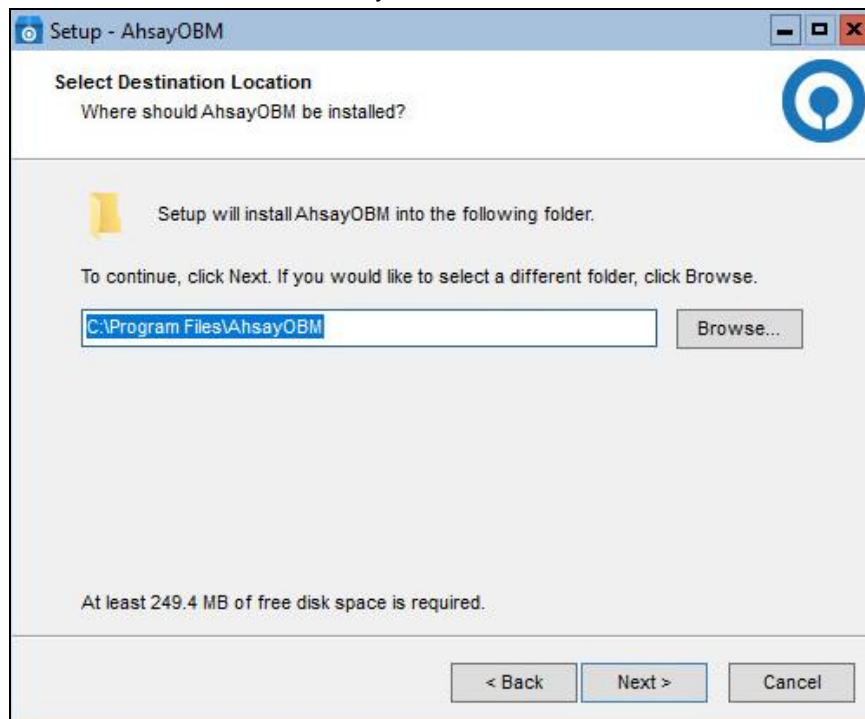 Setup - AhsayOBM
Select Destination Location
Where should AhsayOBM be installed?
Setup will install AhsayOBM into the following folder.
To continue, click Next. If you would like to select a different folder, click Browse.
C:\Program Files\AhsayOBM
Browse...
At least 249.4 MB of free disk space is required.
< Back
Next >
Cancel